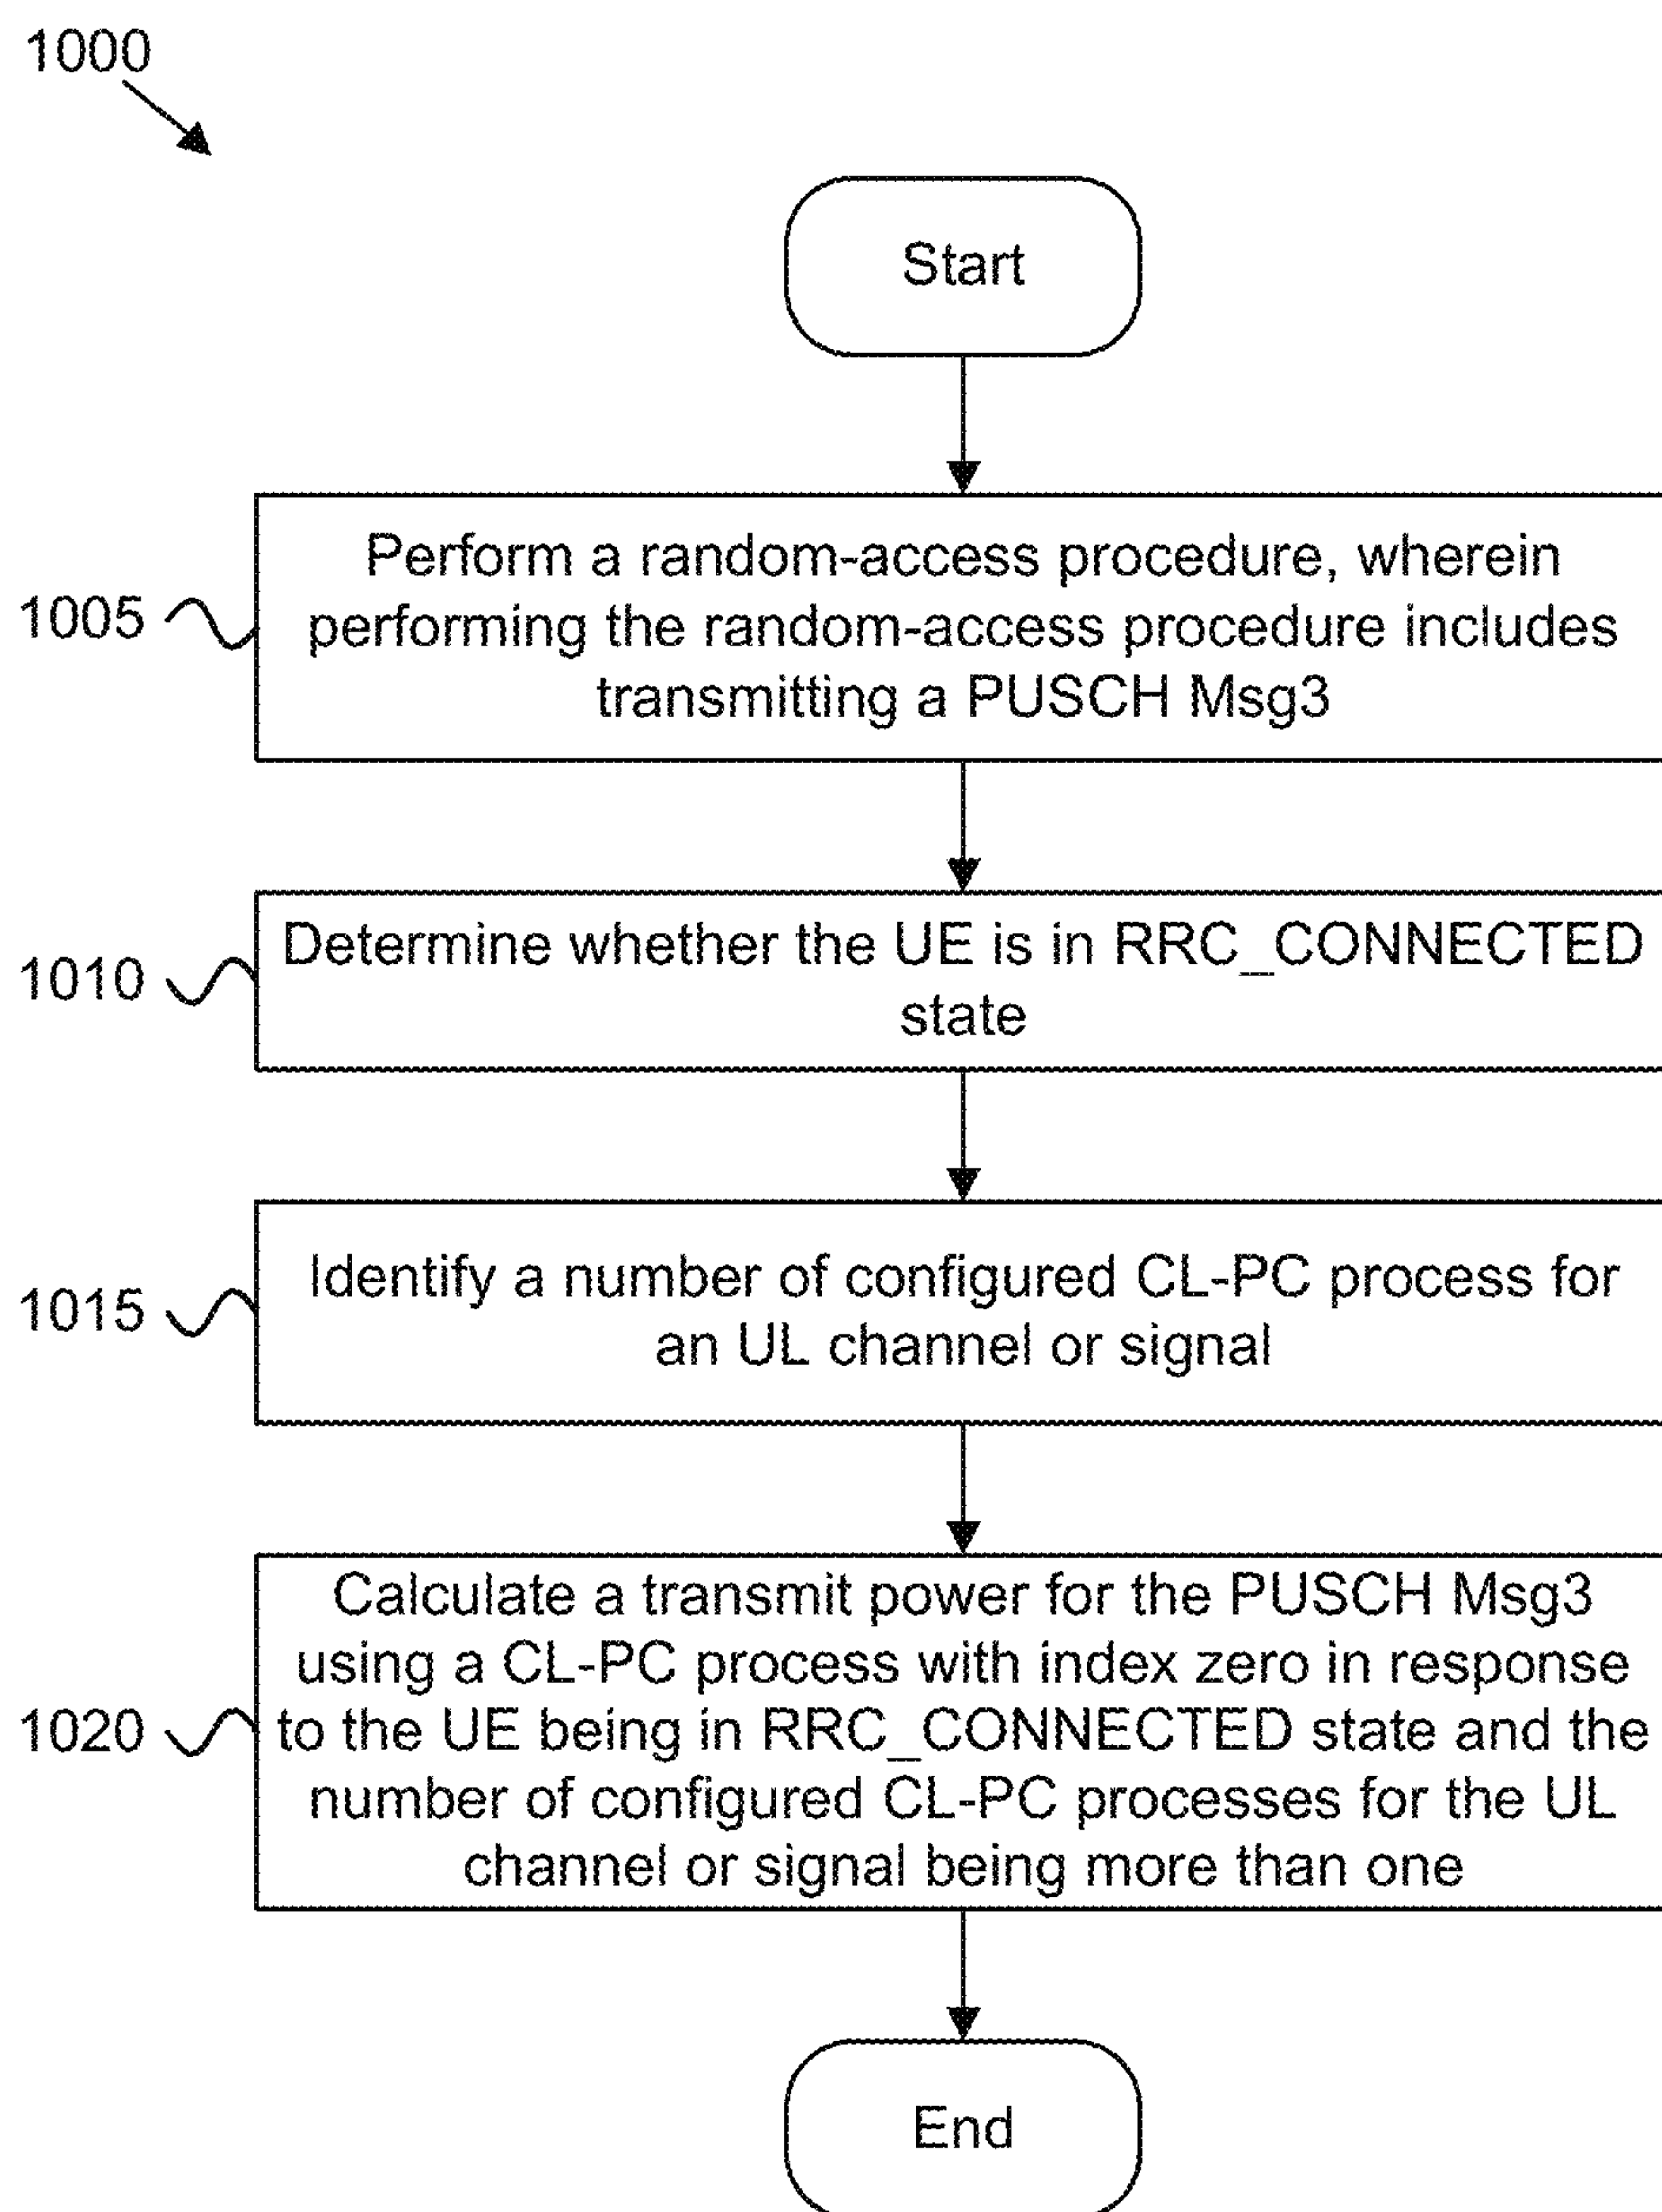 1000
Start
1005
Perform a random-access procedure, wherein
performing the random-access procedure includes
transmitting a PUSCH Msg3
1010
Determine whether the UE is in RRC_CONNECTED
state
1015
Identify a number of configured CL-PC process for
an UL channel or signal
1020
Calculate a transmit power for the PUSCH Msg3
using a CL-PC process with index zero in response
to the UE being in RRC_CONNECTED state and the
number of configured CL-PC processes for the UL
channel or signal being more than one
End